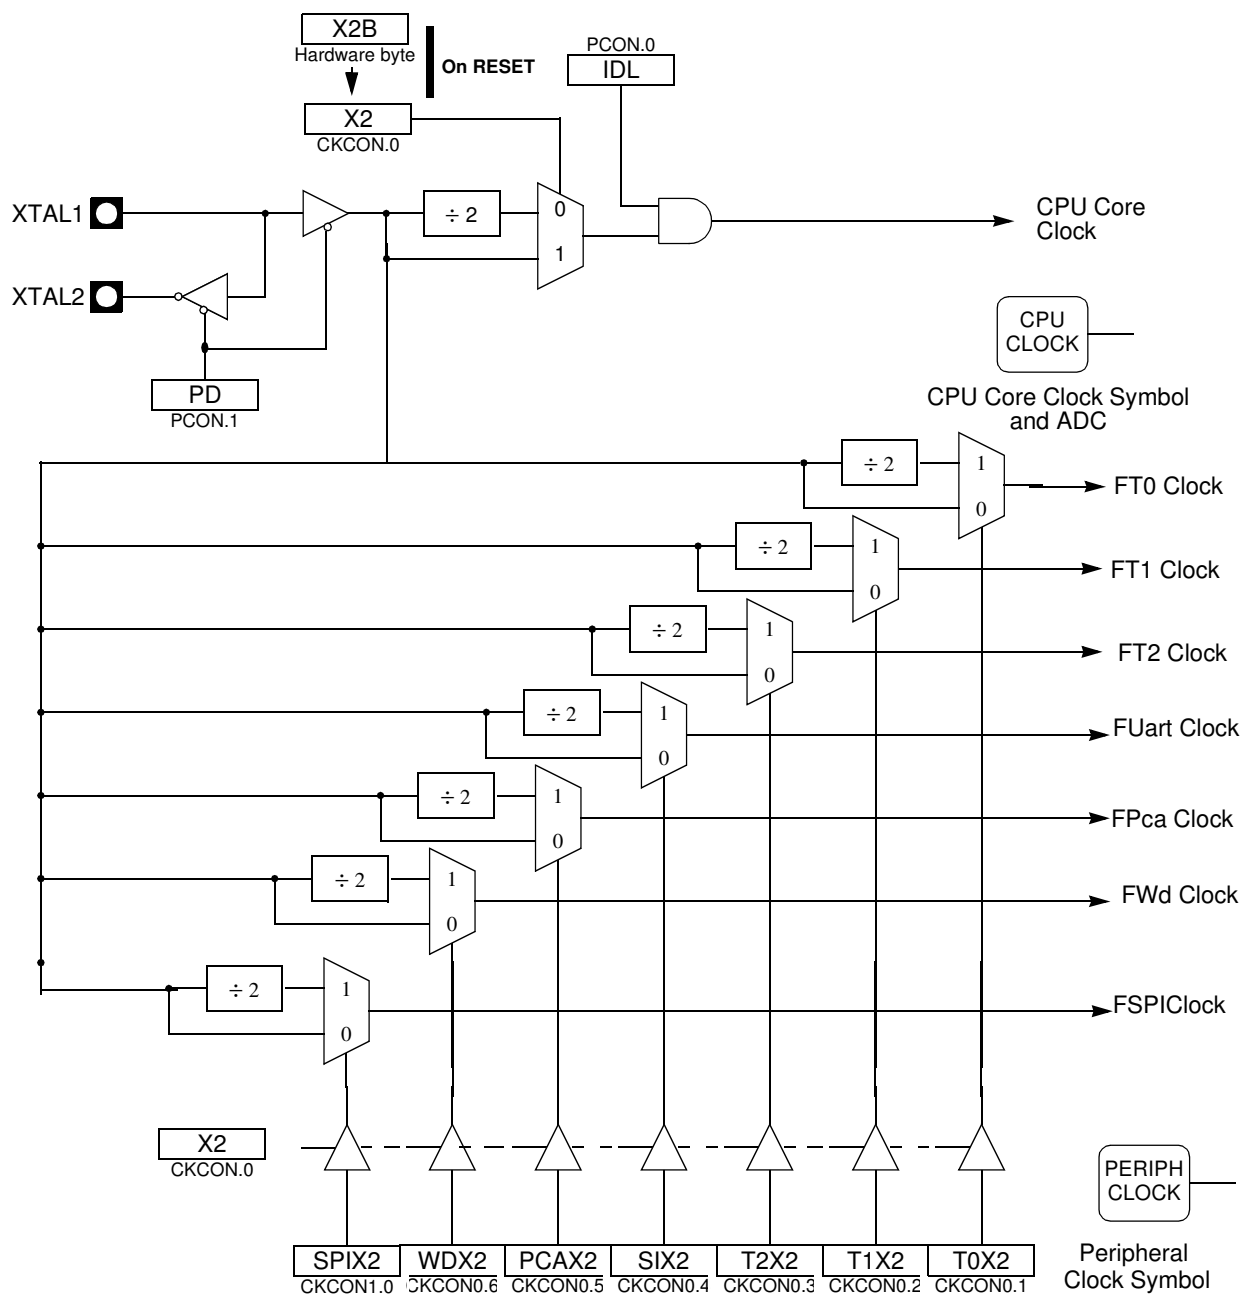 X2B
Hardware byte
On RESET
PCON.0
IDL
X2
CKCON.0
XTAL1
÷ 2
0
1
CPU Core
Clock
XTAL2
PD
PCON.1
CPU
CLOCK
CPU Core Clock Symbol
and ADC
÷ 2
1
0
FT0 Clock
÷ 2
1
0
FT1 Clock
÷ 2
1
0
FT2 Clock
÷ 2
1
0
FUart Clock
÷ 2
1
0
FPca Clock
÷ 2
1
0
FWd Clock
÷ 2
1
0
FSPIClock
X2
CKCON.0
PERIPH
CLOCK
Peripheral
Clock Symbol
SPIX2 WDX2 PCAX2 SIX2 T2X2 T1X2 T0X2
CKCON1.0 CKCON0.6 CKCON0.5 CKCON0.4 CKCON0.3 CKCON0.2 CKCON0.1